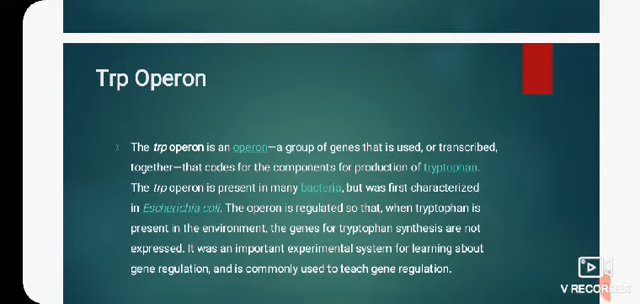 Trp Operon
The trp operon is an operon—a group of genes that is used, or transcribed,
together—that codes for the components for production of tryptophan.
The trp operon is present in many bacteria, but was first characterized
in Escherichia coli. The operon is regulated so that, when tryptophan is
present in the environment, the genes for tryptophan synthesis are not
expressed. It was an important experimental system for learning about
gene regulation, and is commonly used to teach gene regulation.
V RECORDER